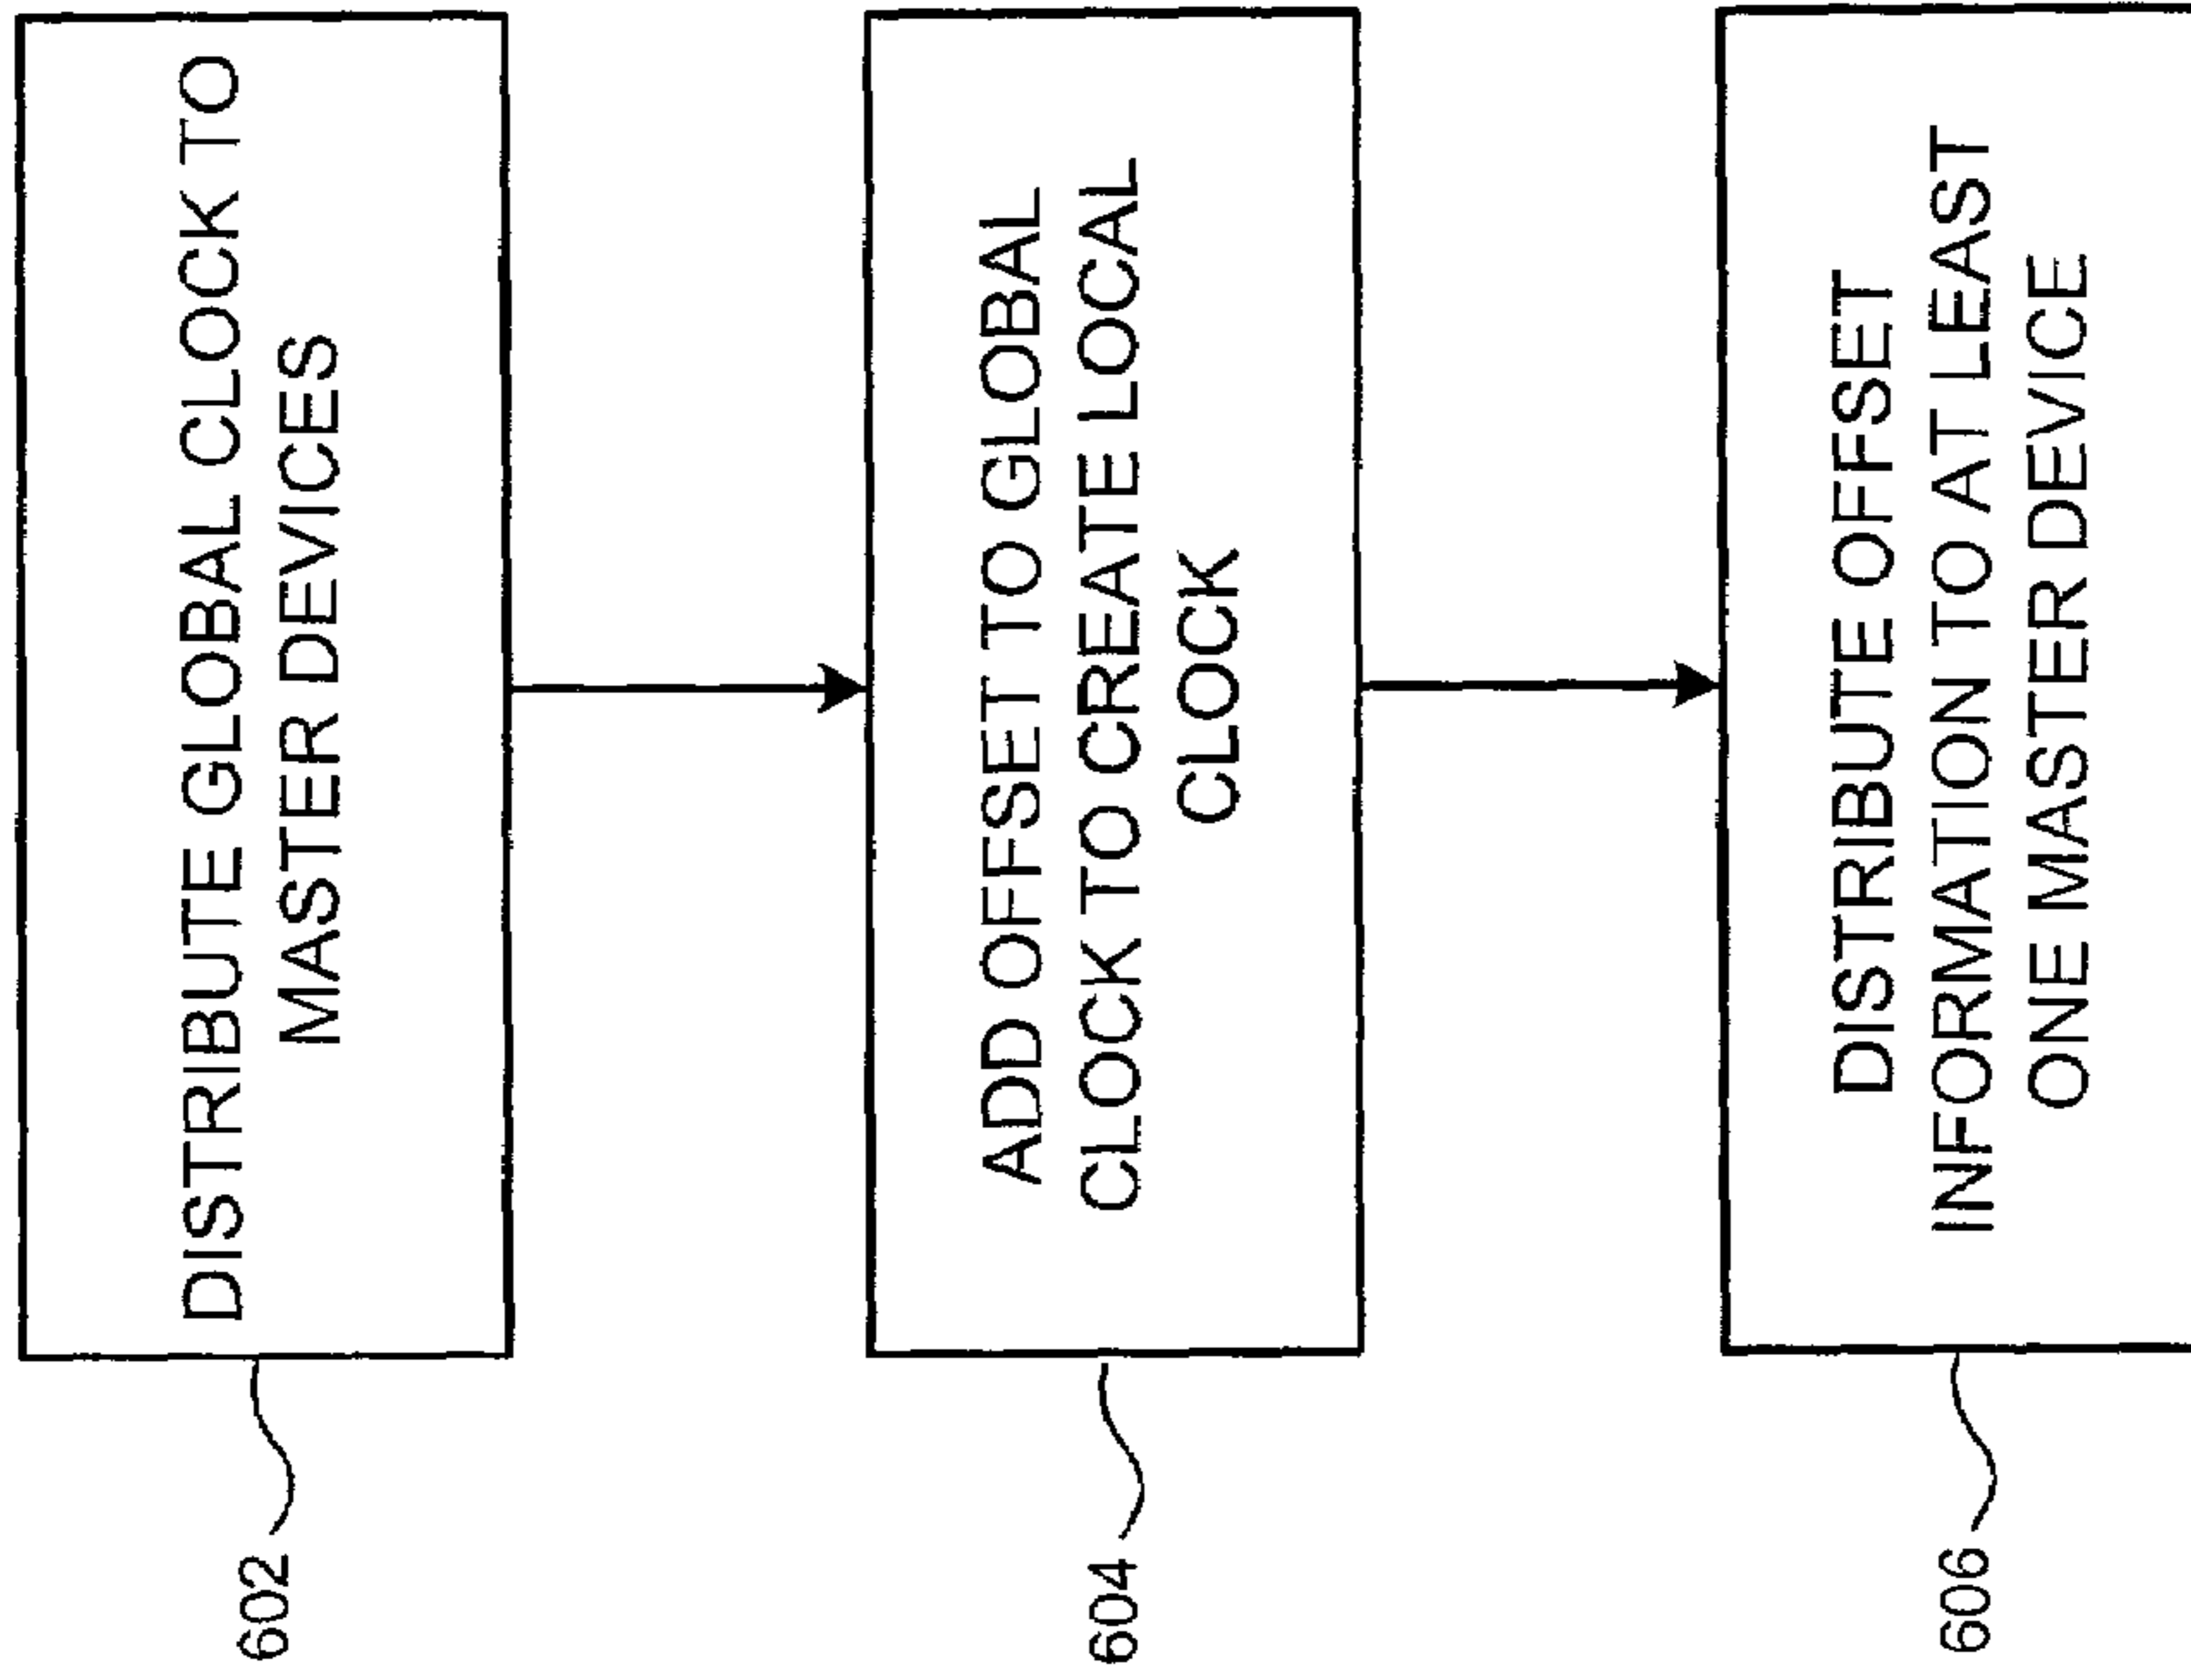 602
DISTRIBUTE GLOBAL CLOCK TO
MASTER DEVICES
604
ADD OFFSET TO GLOBAL
CLOCK TO CREATE LOCAL
CLOCK
606
DISTRIBUTE OFFSET
INFORMATION TO AT LEAST
ONE MASTER DEVICE